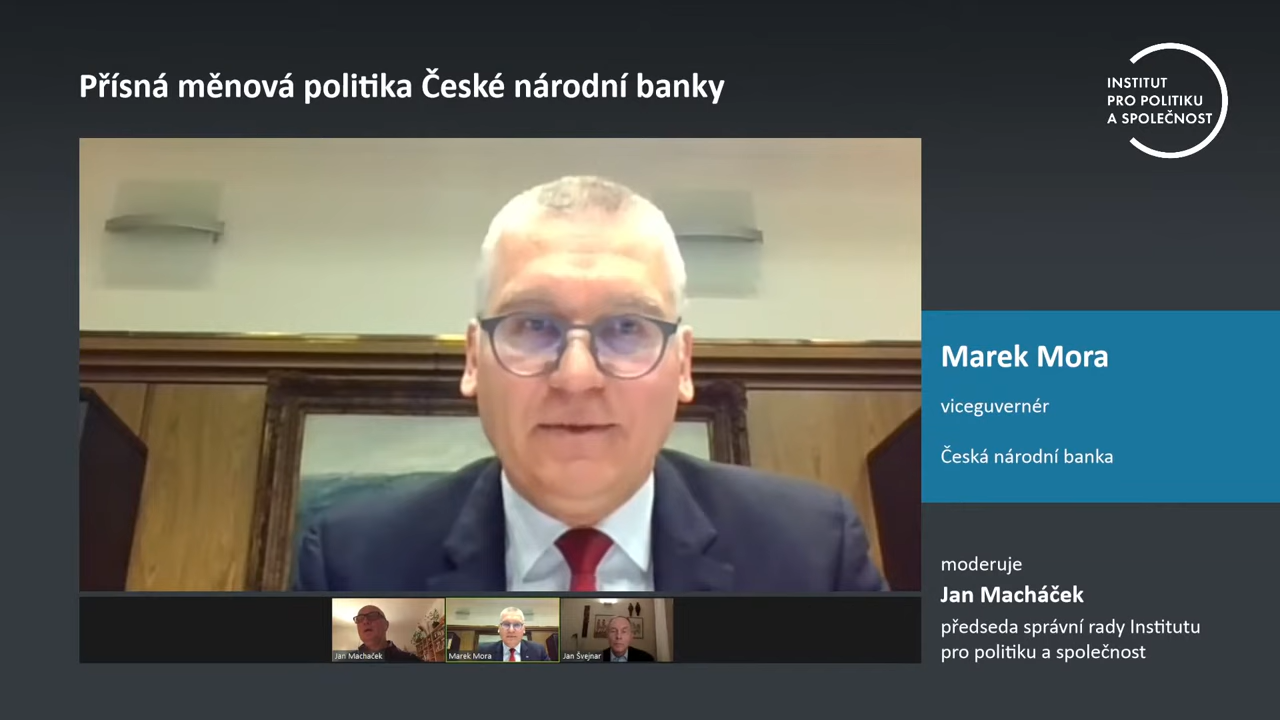 Přísná měnová politika České národní banky
INSTITUT
PRO POLITIKU
A SPOLEČNOST
Marek Mora
viceguvernér
Česká národní banka
moderuje
Jan Macháček
předseda správní rady Institutu
pro politiku a společnost
Jan Macháček
Marek Mora
Jan Švejnar